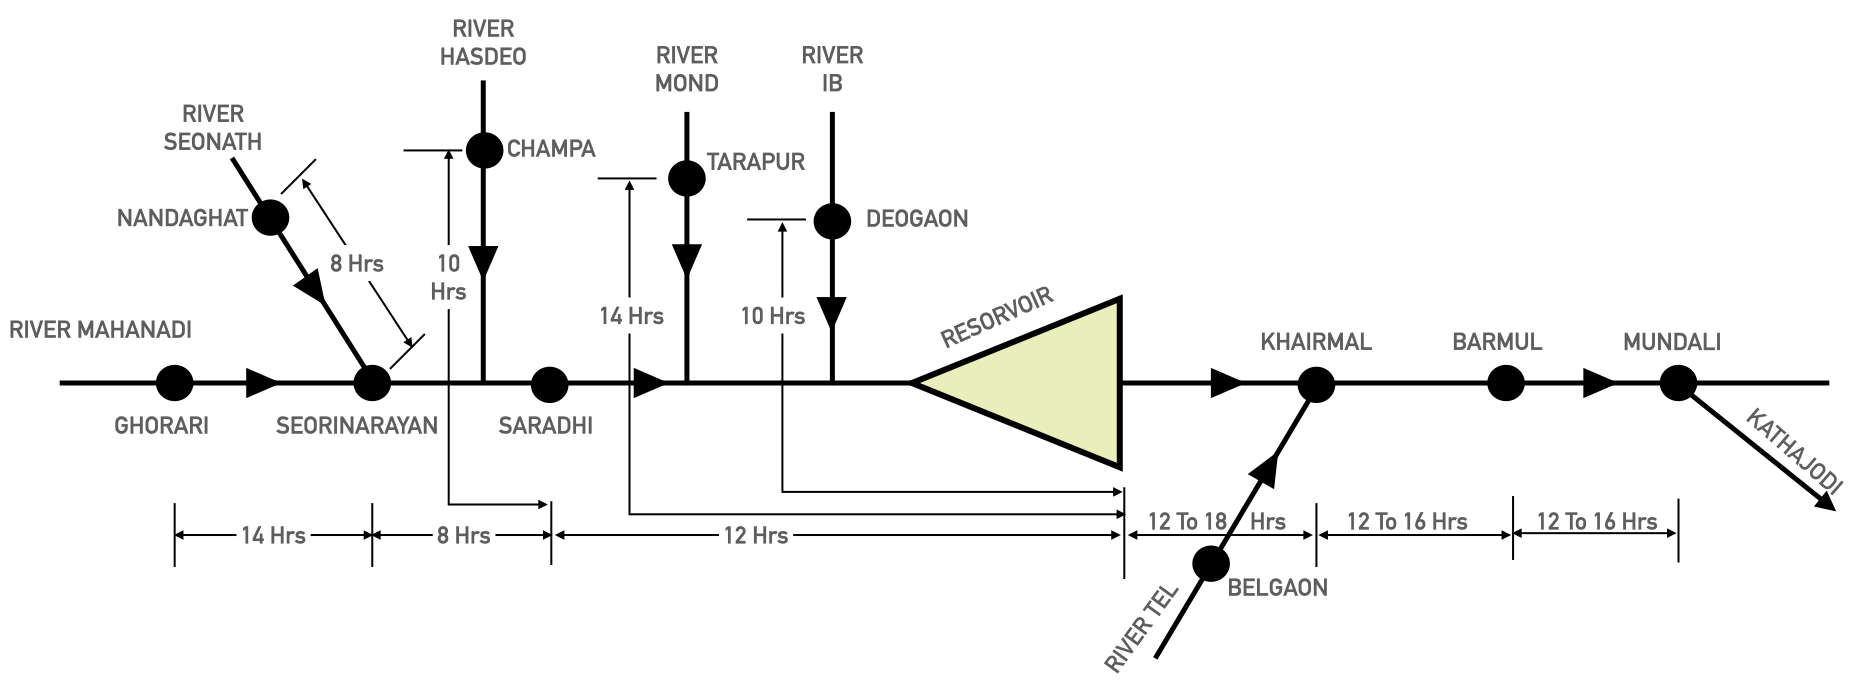 RIVER
HASDEO
RIVER
MOND
RIVER
IB
RIVER
SEONATH
CHAMPA
TARAPUR
NANDAGHAT
DEOGAON
8 Hrs
10
Hrs
14 Hrs
10 Hrs
RESORVOIR
RIVER MAHANADI
KHAIRMAL
BARMUL
MUNDALI
GHORARI
SEORINARAYAN
SARADHI
KATHAJODI
14 Hrs
8 Hrs
12 Hrs
12 To 18 Hrs
12 To 16 Hrs
12 To 16 Hrs
BELGAON
RIVER TEL